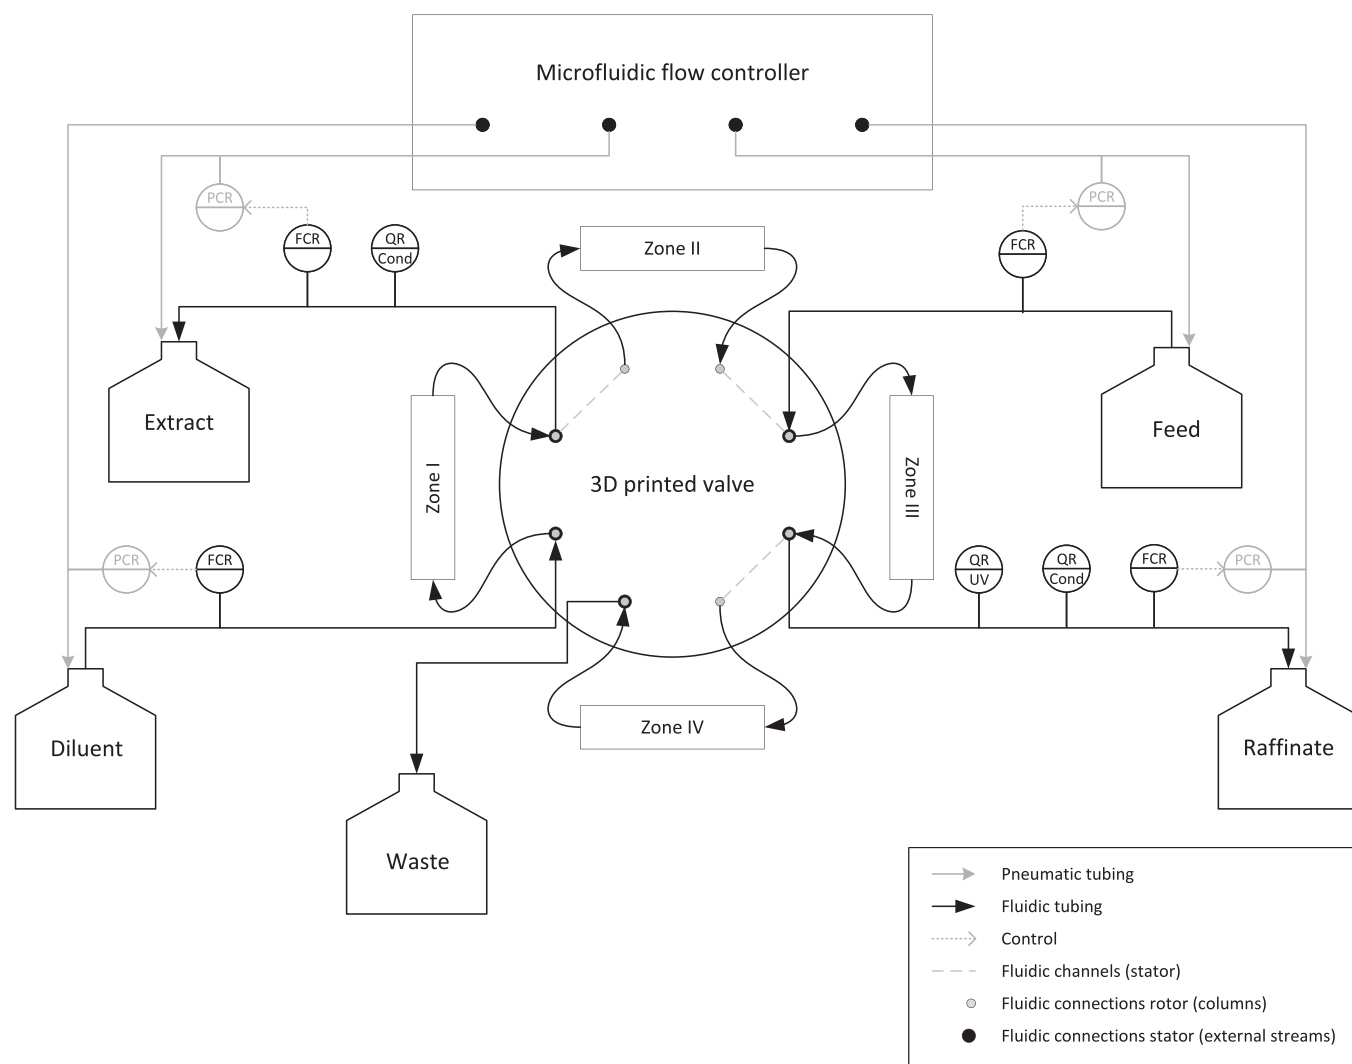 Microfluidic flow controller
PCR
PCR
FCR
QR
Cond
Zone II
FCR
Extract
Feed
Zone I
3D printed valve
Zone III
PCR
FCR
QR
UV
QR
Cond
FCR
PCR
Diluent
Zone IV
Raffinate
Waste
Pneumatic tubing
Fluidic tubing
Control
Fluidic channels (stator)
Fluidic connections rotor (columns)
Fluidic connections stator (external streams)